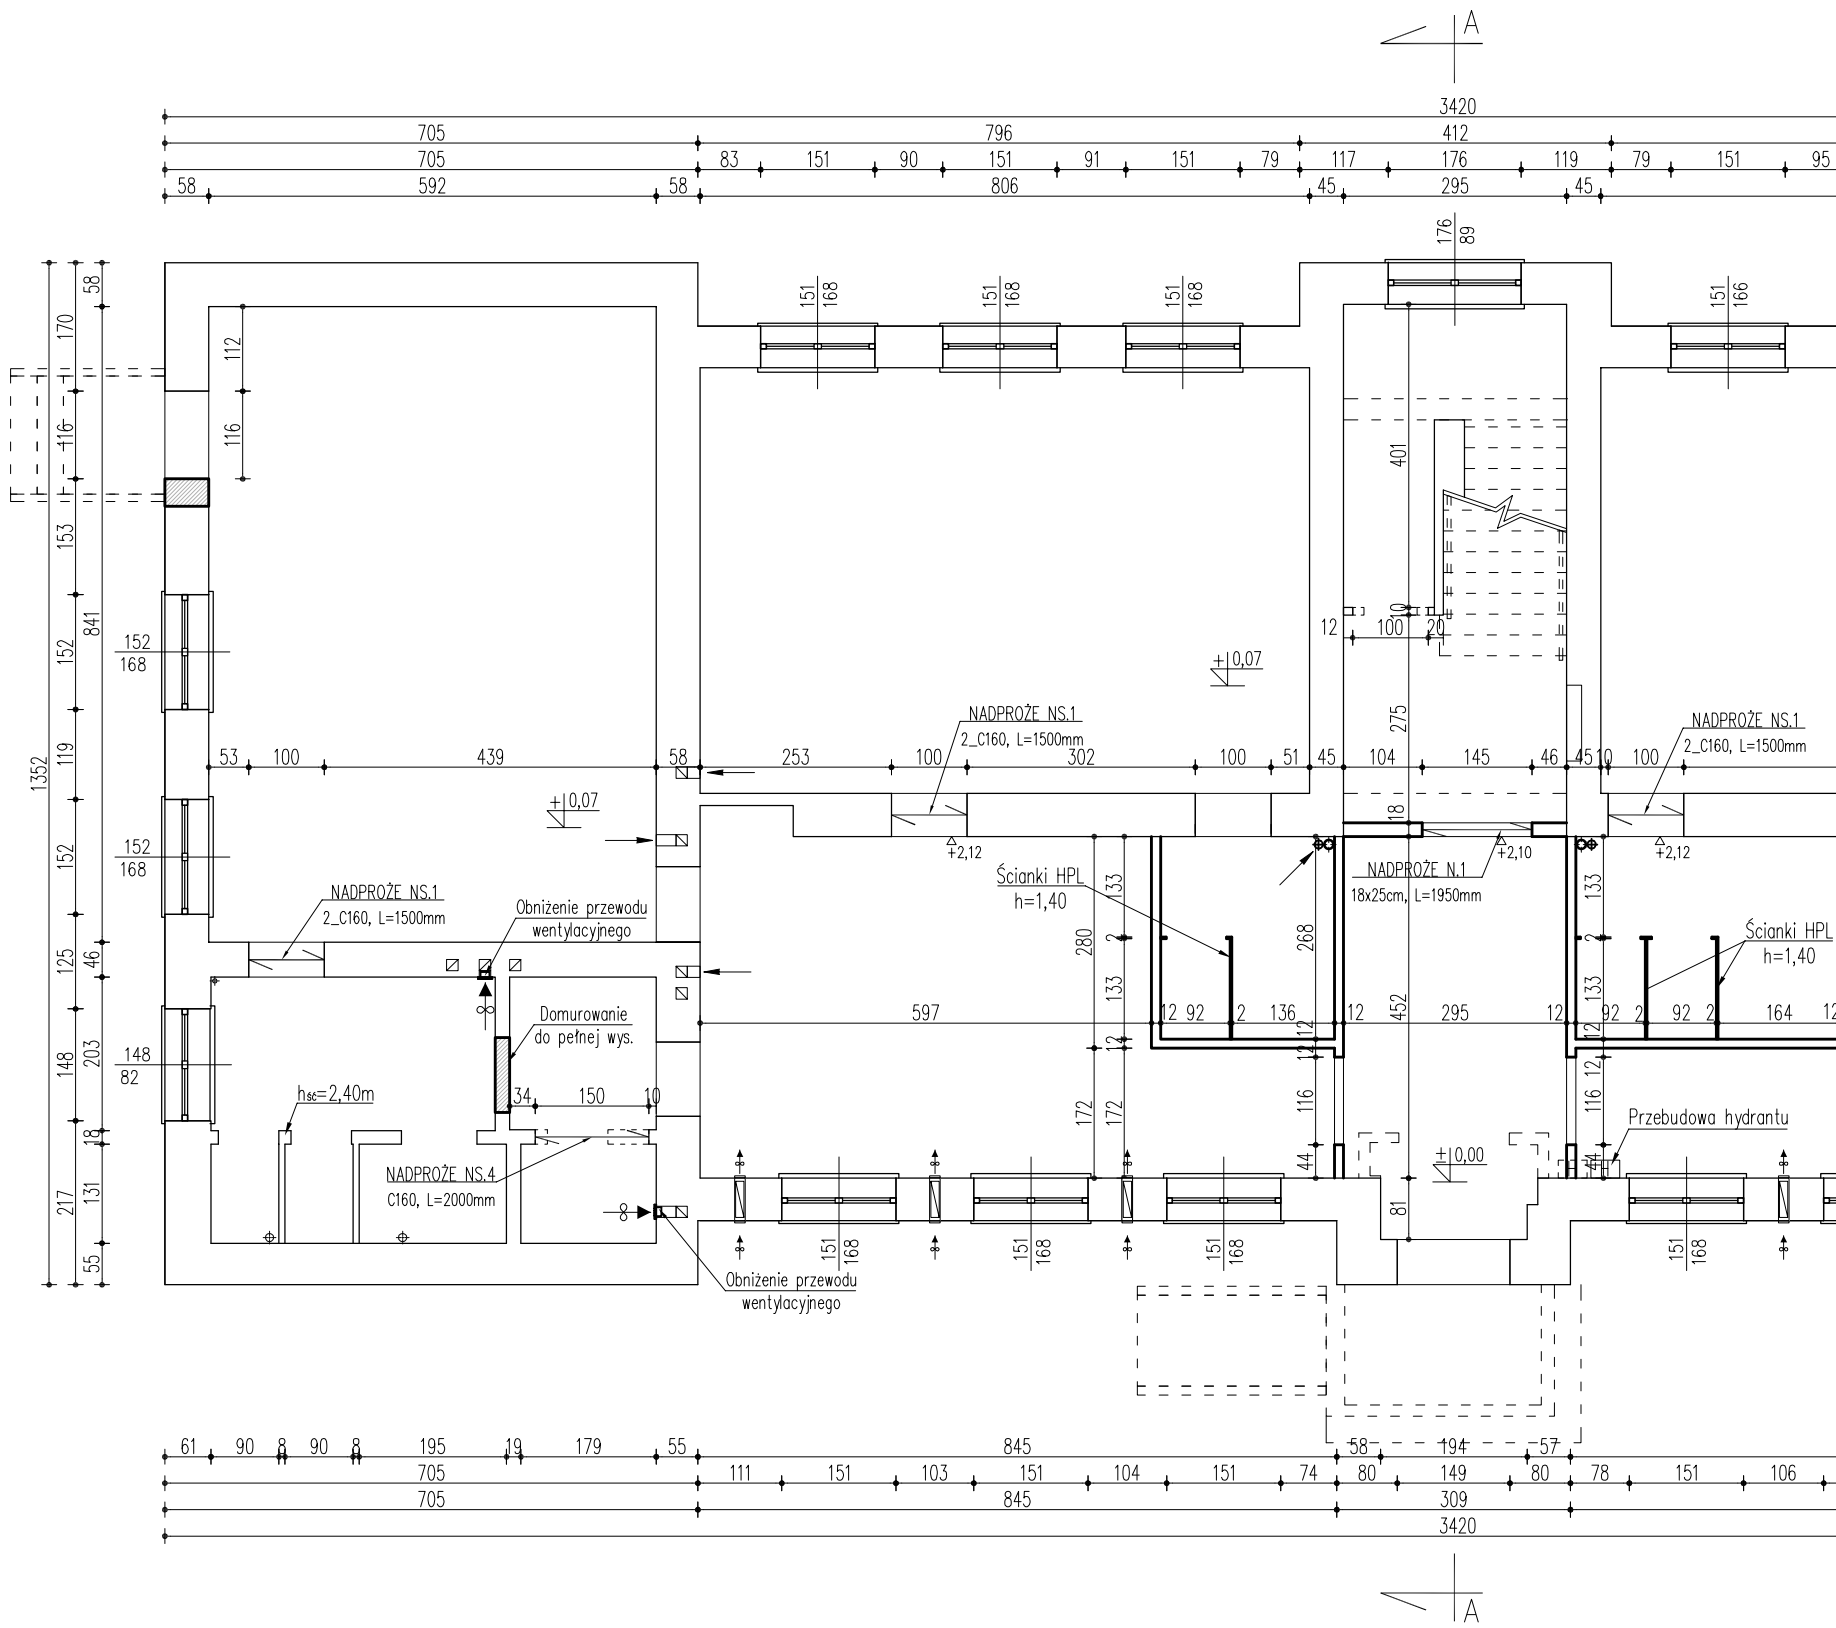 A
3420
705 796 412
705 83 151 90 151 91 151 79 117 176 119 79 151 95
58 592 58 806 45 295 45
176
89
151
168
151
168
151
168
151
166
1352
170
116
153
152
119
152
125
148
217
58
841
46
203
18
131
55
112
116
152
168
152
168
148
82
401
10
12 100 20
275
18
+0,07
NADPROŻE NS.1
2_C160, L=1500mm
NADPROŻE NS.1
2_C160, L=1500mm
53 100 439 58 253 100 302 100 51 45 104 145 46 45 10 100
+0,07
+2,12
+2,10
+2,12
NADPROŻE N.1
18x25cm, L=1950mm
Ścianki HPL
h=1,40
Ścianki HPL
h=1,40
NADPROŻE NS.1
2_C160, L=1500mm
Obniżenie przewodu
wentylacyjnego
Domurowanie
do pełnej wys.
280
172
133
2
133
12
172
268
12
12
116
44
452
81
133
2
133
12
12
116
44
597 12 92 2 136 12 295 12 92 2 92 2 164 12
hść=2,40m
34 150 10
NADPROŻE NS.4
C160, L=2000mm
Przebudowa hydrantu
+0,00
151
168
151
168
151
168
151
168
Obniżenie przewodu
wentylacyjnego
61 90 8 90 8 195 19 179 55 845 58 194 57
705 111 151 103 151 104 151 74 80 149 80 78 151 106
705 845 309
3420
A